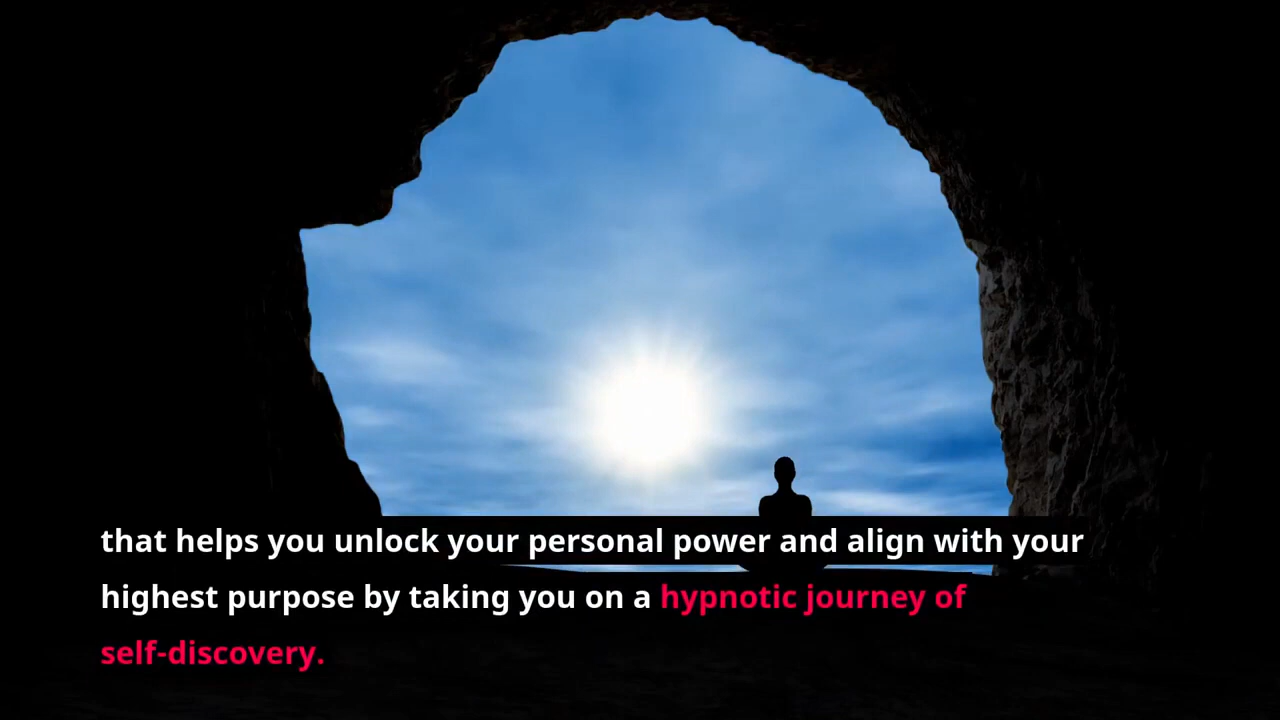 that helps you unlock your personal power and align with your
highest purpose by taking you on a hypnotic journey of
self-discovery.